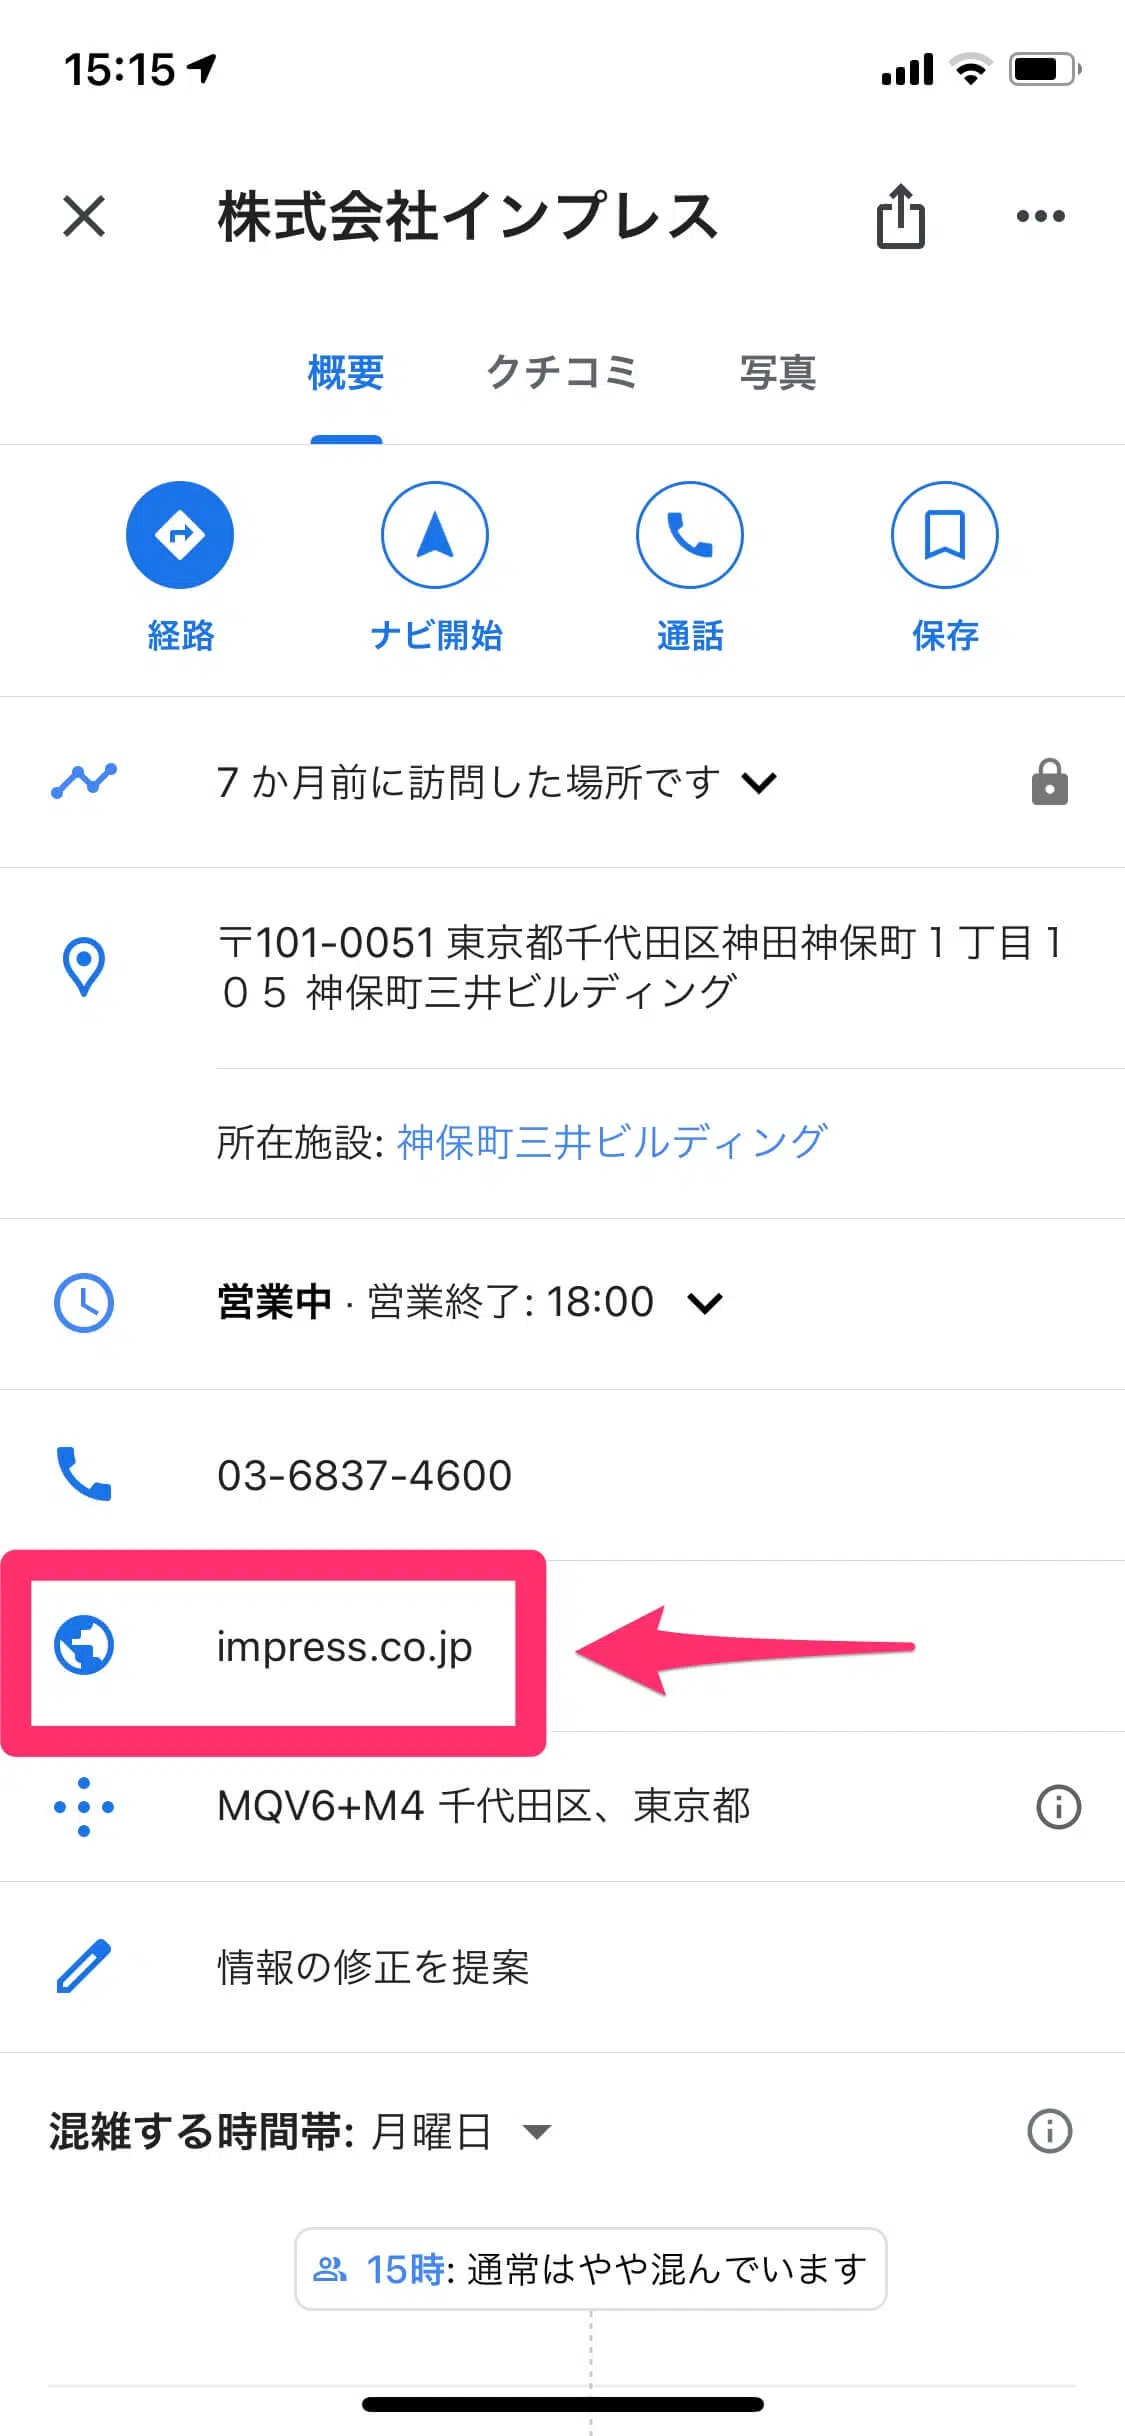 15:15
株式会社インプレス
概要 クチコミ 写真
経路 ナビ開始 通話 保存
7 か月前に訪問した場所です
〒101-0051 東京都千代田区神田神保町１丁目１
０５ 神保町三井ビルディング
所在施設: 神保町三井ビルディング
営業中 · 営業終了: 18:00
03-6837-4600
impress.co.jp
MQV6+M4 千代田区、東京都
情報の修正を提案
混雑する時間帯: 月曜日
15時: 通常はやや混んでいます